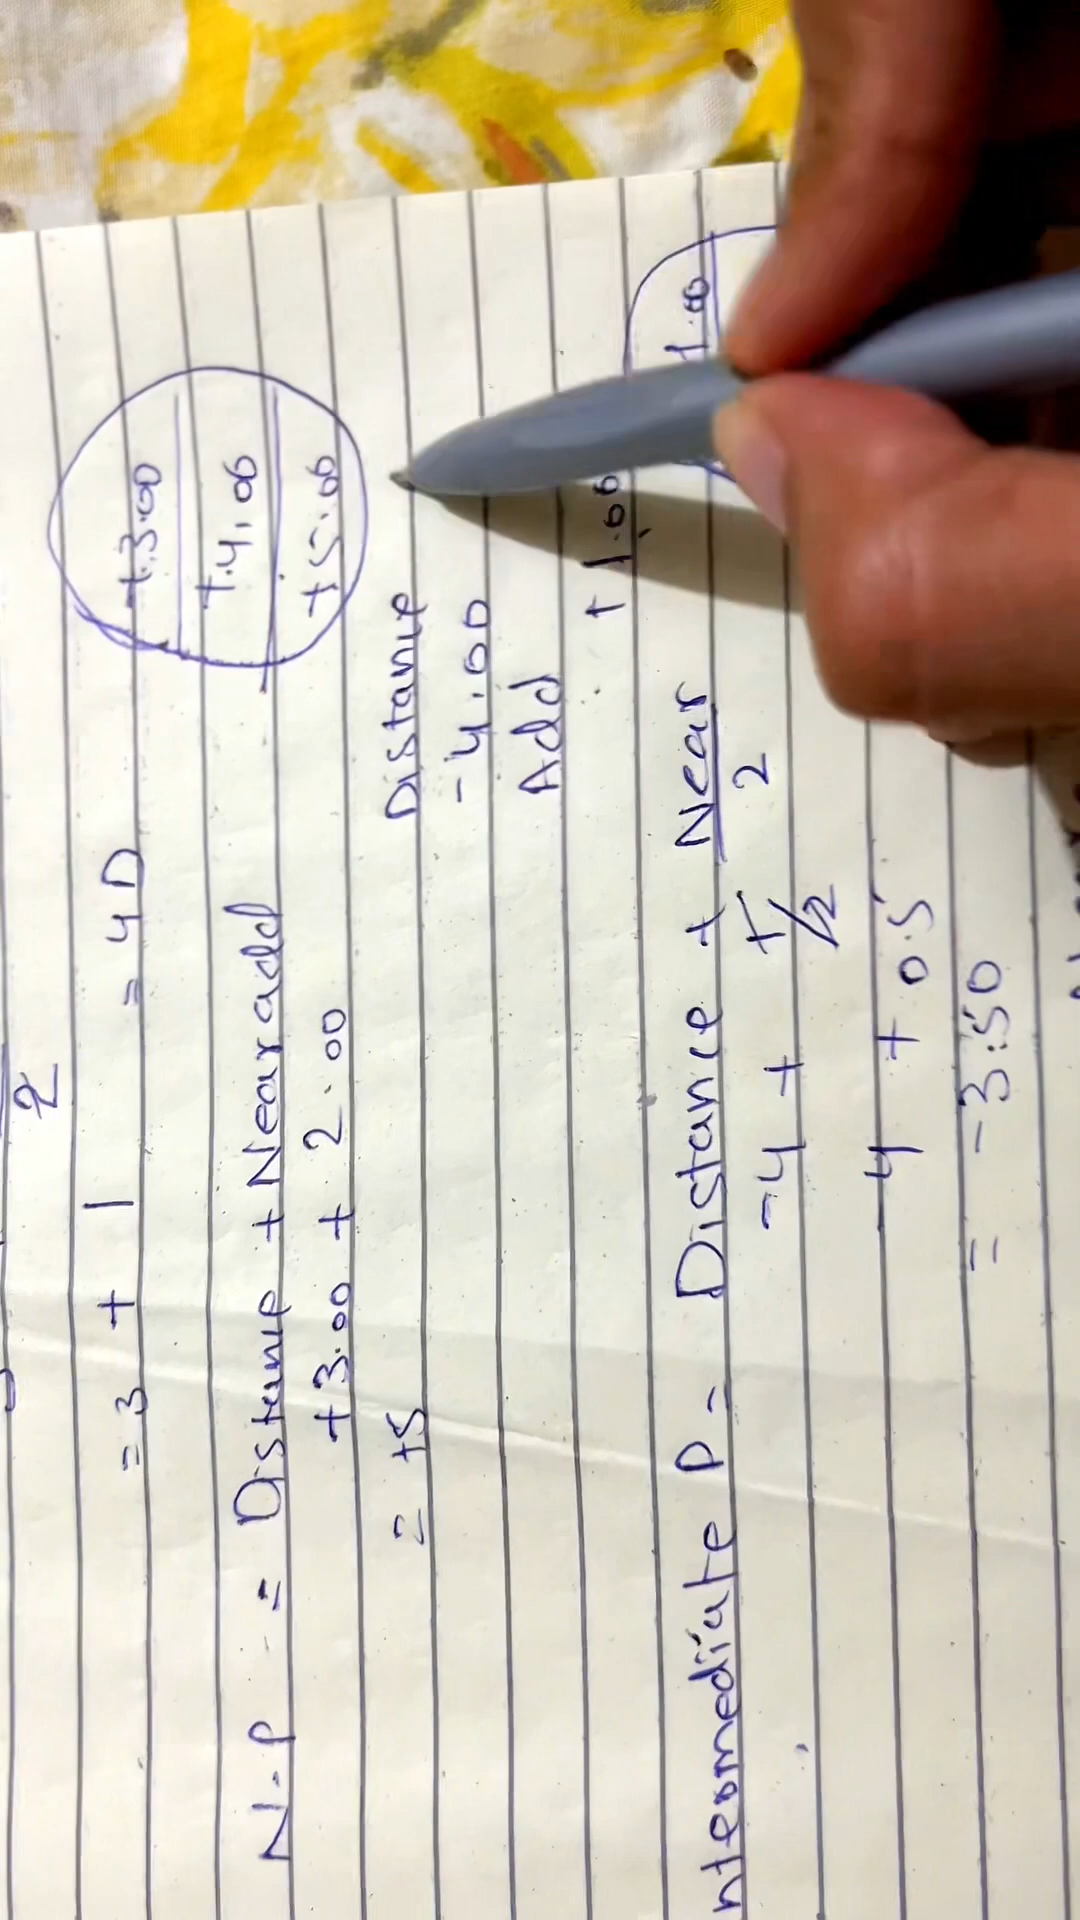 2
= 3 + 1 = 4D
+3.00
+4.00
+5.00
N.P = Distance + Near add
+3.00 + 2.00
= +5
Distance
-4.00
Add
+1.00
1.00
Intermediate P = Distance + Near
2
-4 + 1/2
4 + 0.5
= -3.50